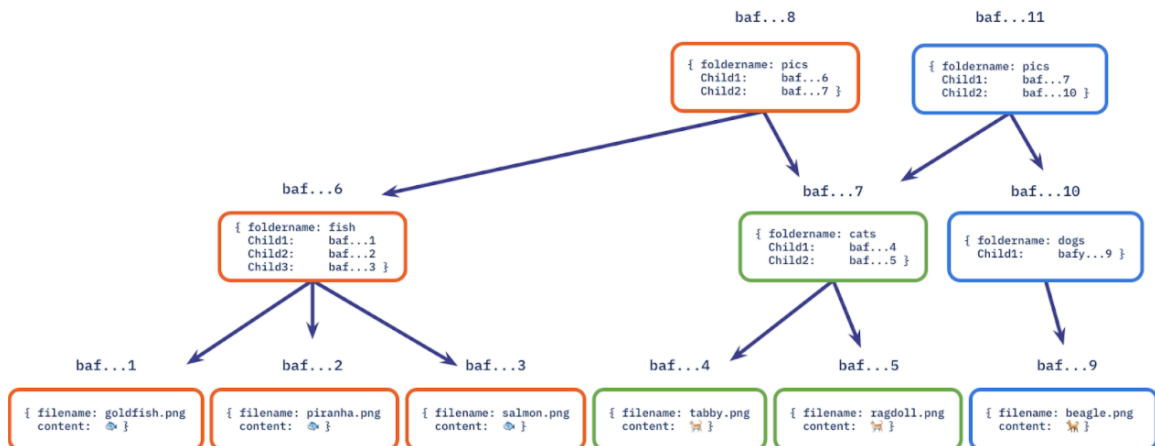 baf...8
baf...11
{ foldername: pics
Child1: baf...6
Child2: baf...7 }
{ foldername: pics
Child1: baf...7
Child2: baf...10 }
baf...6
baf...7
baf...10
{ foldername: fish
Child1: baf...1
Child2: baf...2
Child3: baf...3 }
{ foldername: cats
Child1: baf...4
Child2: baf...5 }
{ foldername: dogs
Child1: bafy...9 }
baf...1
baf...2
baf...3
baf...4
baf...5
baf...9
{ filename: goldfish.png
content: 🐟 }
{ filename: piranha.png
content: 🐟 }
{ filename: salmon.png
content: 🐟 }
{ filename: tabby.png
content: 🐈 }
{ filename: ragdoll.png
content: 🐈 }
{ filename: beagle.png
content: 🐕 }